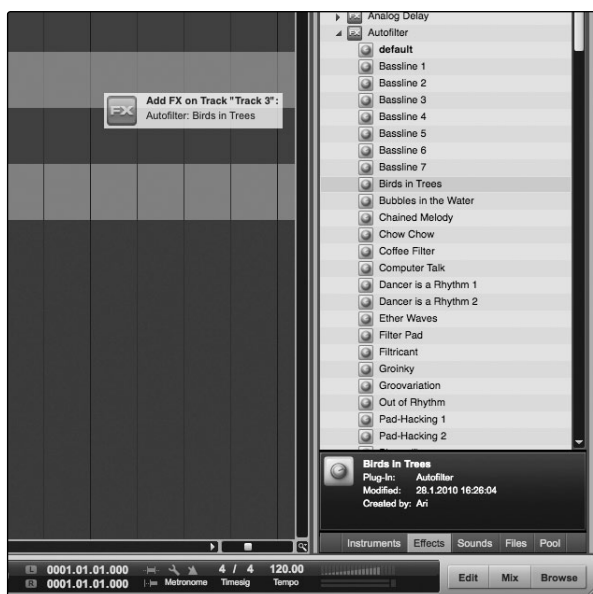 Analog Delay
Autofilter
default
Bassline 1
Bassline 2
Bassline 3
Bassline 4
Bassline 5
Bassline 6
Bassline 7
Birds in Trees
Bubbles in the Water
Chained Melody
Chow Chow
Coffee Filter
Computer Talk
Dancer is a Rhythm 1
Dancer is a Rhythm 2
Ether Waves
Filter Pad
Filtricant
Groinky
Groovariation
Out of Rhythm
Pad-Hacking 1
Pad-Hacking 2
FX
Add FX on Track "Track 3":
Autofilter: Birds in Trees
Birds in Trees
Plug-In: Autofilter
Modified: 28.1.2010 16:26:04
Created by: Ari
Instruments Effects Sounds Files Pool
L 0001.01.01.000 4 / 4 120.00
R 0001.01.01.000 Metronome Timesig Tempo
Edit Mix Browse